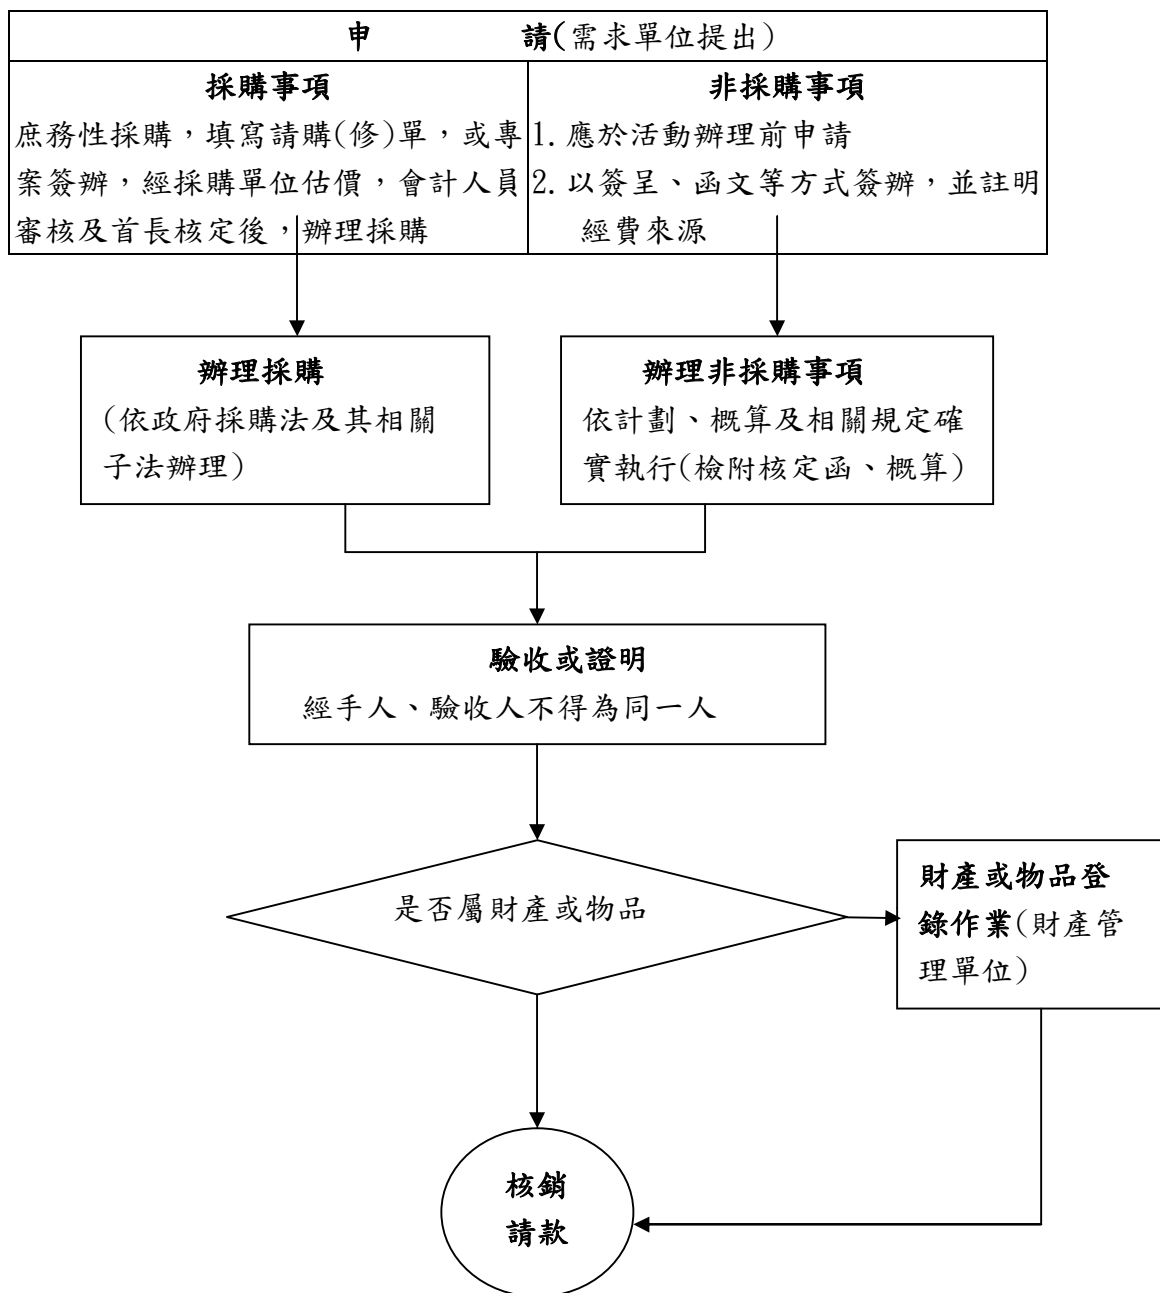 申 請(需求單位提出)
採購事項
庶務性採購，填寫請購(修)單，或專
案簽辦，經採購單位估價，會計人員
審核及首長核定後，辦理採購
非採購事項
1. 應於活動辦理前申請
2. 以簽呈、函文等方式簽辦，並註明
經費來源
辦理採購
(依政府採購法及其相關
子法辦理)
辦理非採購事項
依計劃、概算及相關規定確
實執行(檢附核定函、概算)
驗收或證明
經手人、驗收人不得為同一人
是否屬財產或物品
財產或物品登
錄作業(財產管
理單位)
核銷
請款